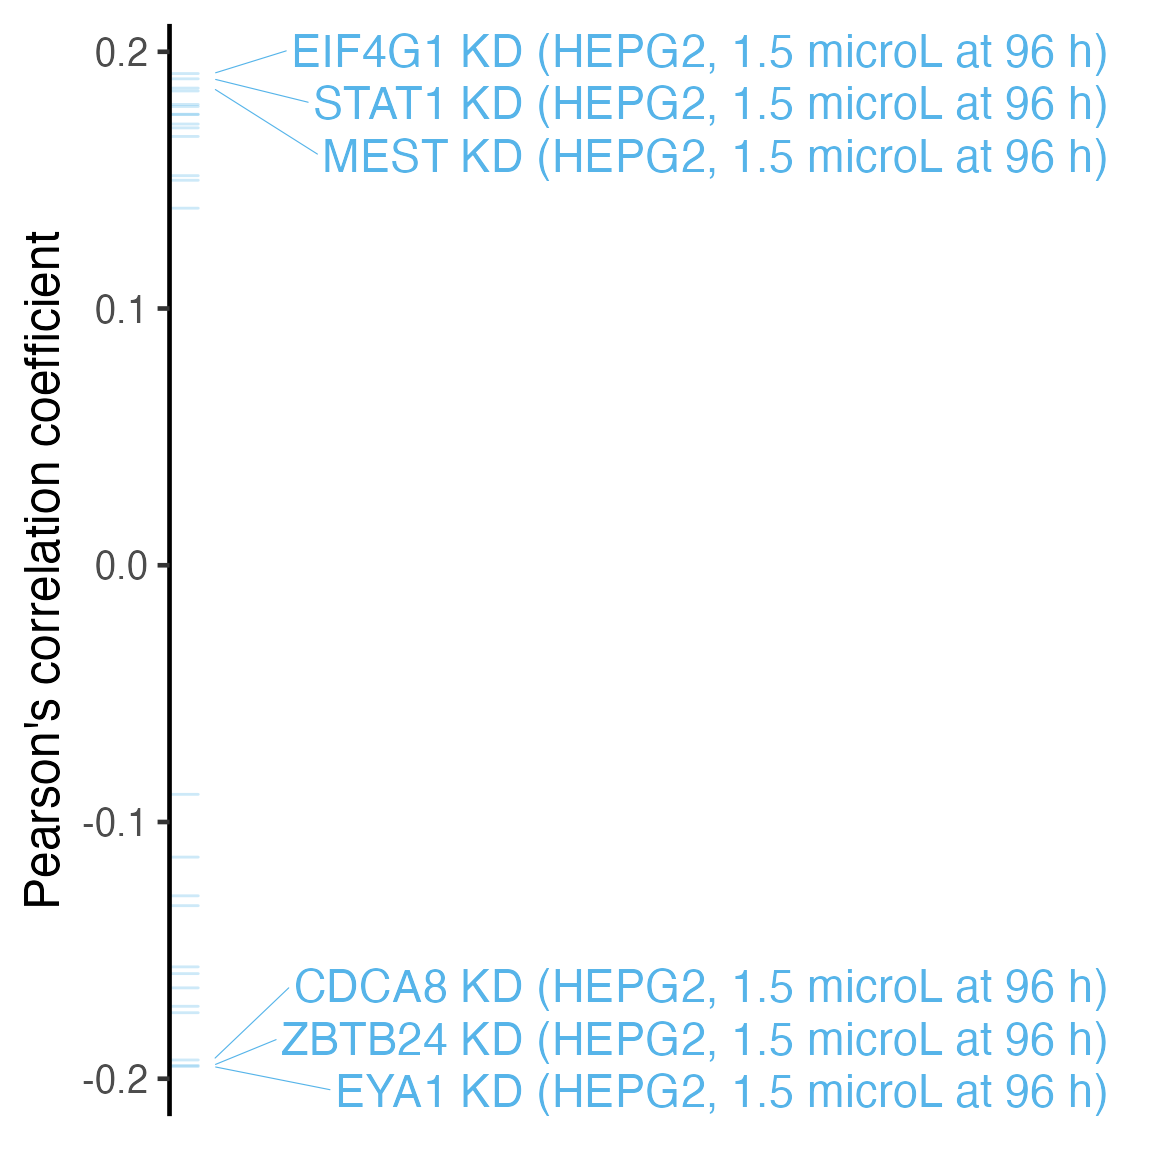 0.2
EIF4G1 KD (HEPG2, 1.5 microL at 96 h)
STAT1 KD (HEPG2, 1.5 microL at 96 h)
MEST KD (HEPG2, 1.5 microL at 96 h)
0.1
Pearson's correlation coefficient
0.0
-0.1
CDCA8 KD (HEPG2, 1.5 microL at 96 h)
ZBTB24 KD (HEPG2, 1.5 microL at 96 h)
-0.2
EYA1 KD (HEPG2, 1.5 microL at 96 h)